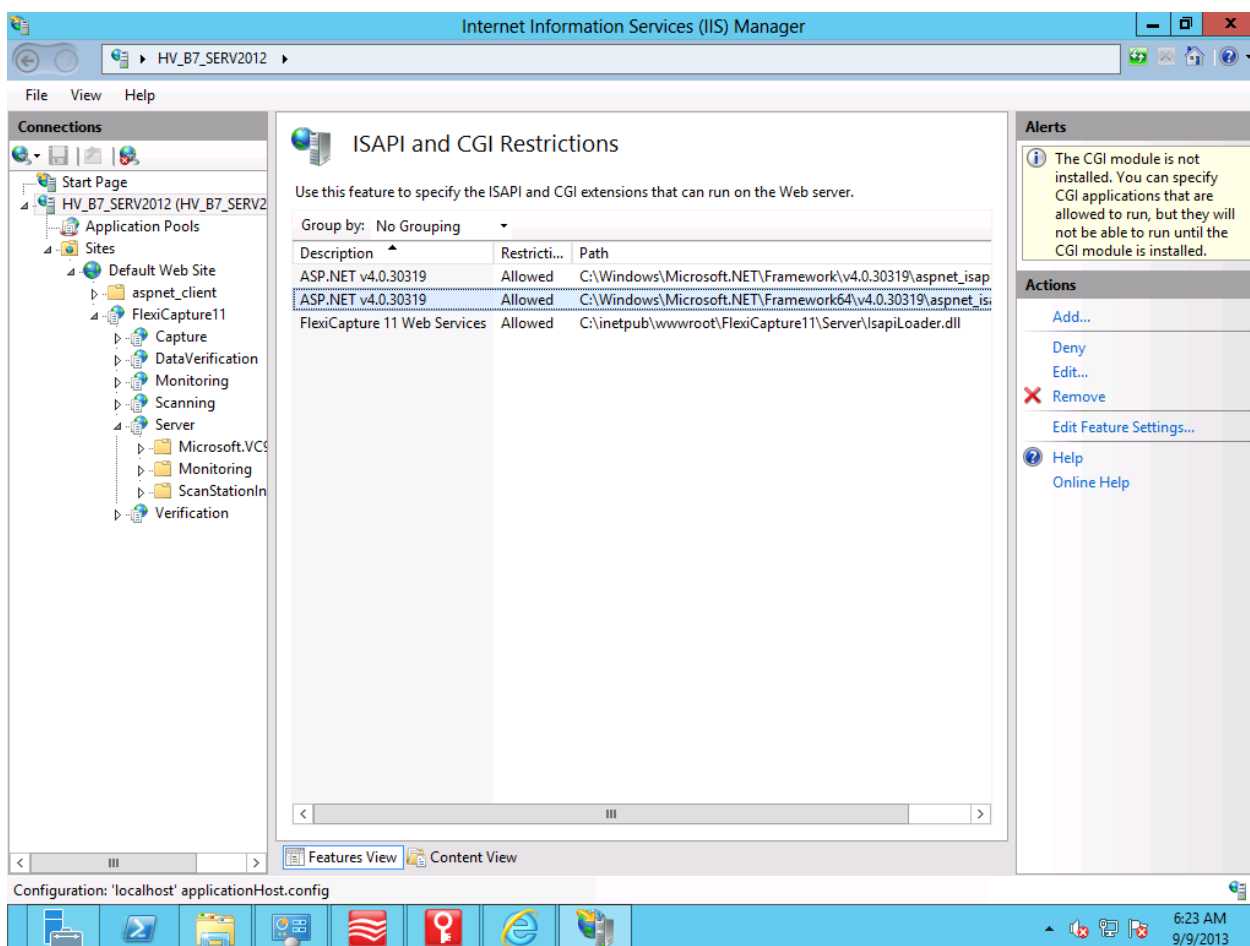 Internet Information Services (IIS) Manager
HV_B7_SERV2012
File View Help
Connections
Start Page
HV_B7_SERV2012 (HV_B7_SERV2
Application Pools
Sites
Default Web Site
aspnet_client
FlexiCapture11
Capture
DataVerification
Monitoring
Scanning
Server
Microsoft.VC9
Monitoring
ScanStationIn
Verification
ISAPI and CGI Restrictions
Use this feature to specify the ISAPI and CGI extensions that can run on the Web server.
Group by: No Grouping
Description Restricti... Path
ASP.NET v4.0.30319 Allowed C:\Windows\Microsoft.NET\Framework\v4.0.30319\aspnet_isap
ASP.NET v4.0.30319 Allowed C:\Windows\Microsoft.NET\Framework64\v4.0.30319\aspnet_isa
FlexiCapture 11 Web Services Allowed C:\inetpub\wwwroot\FlexiCapture11\Server\IsapiLoader.dll
Features View Content View
Alerts
The CGI module is not
installed. You can specify
CGI applications that are
allowed to run, but they will
not be able to run until the
CGI module is installed.
Actions
Add...
Deny
Edit...
Remove
Edit Feature Settings...
Help
Online Help
Configuration: 'localhost' applicationHost.config
6:23 AM
9/9/2013